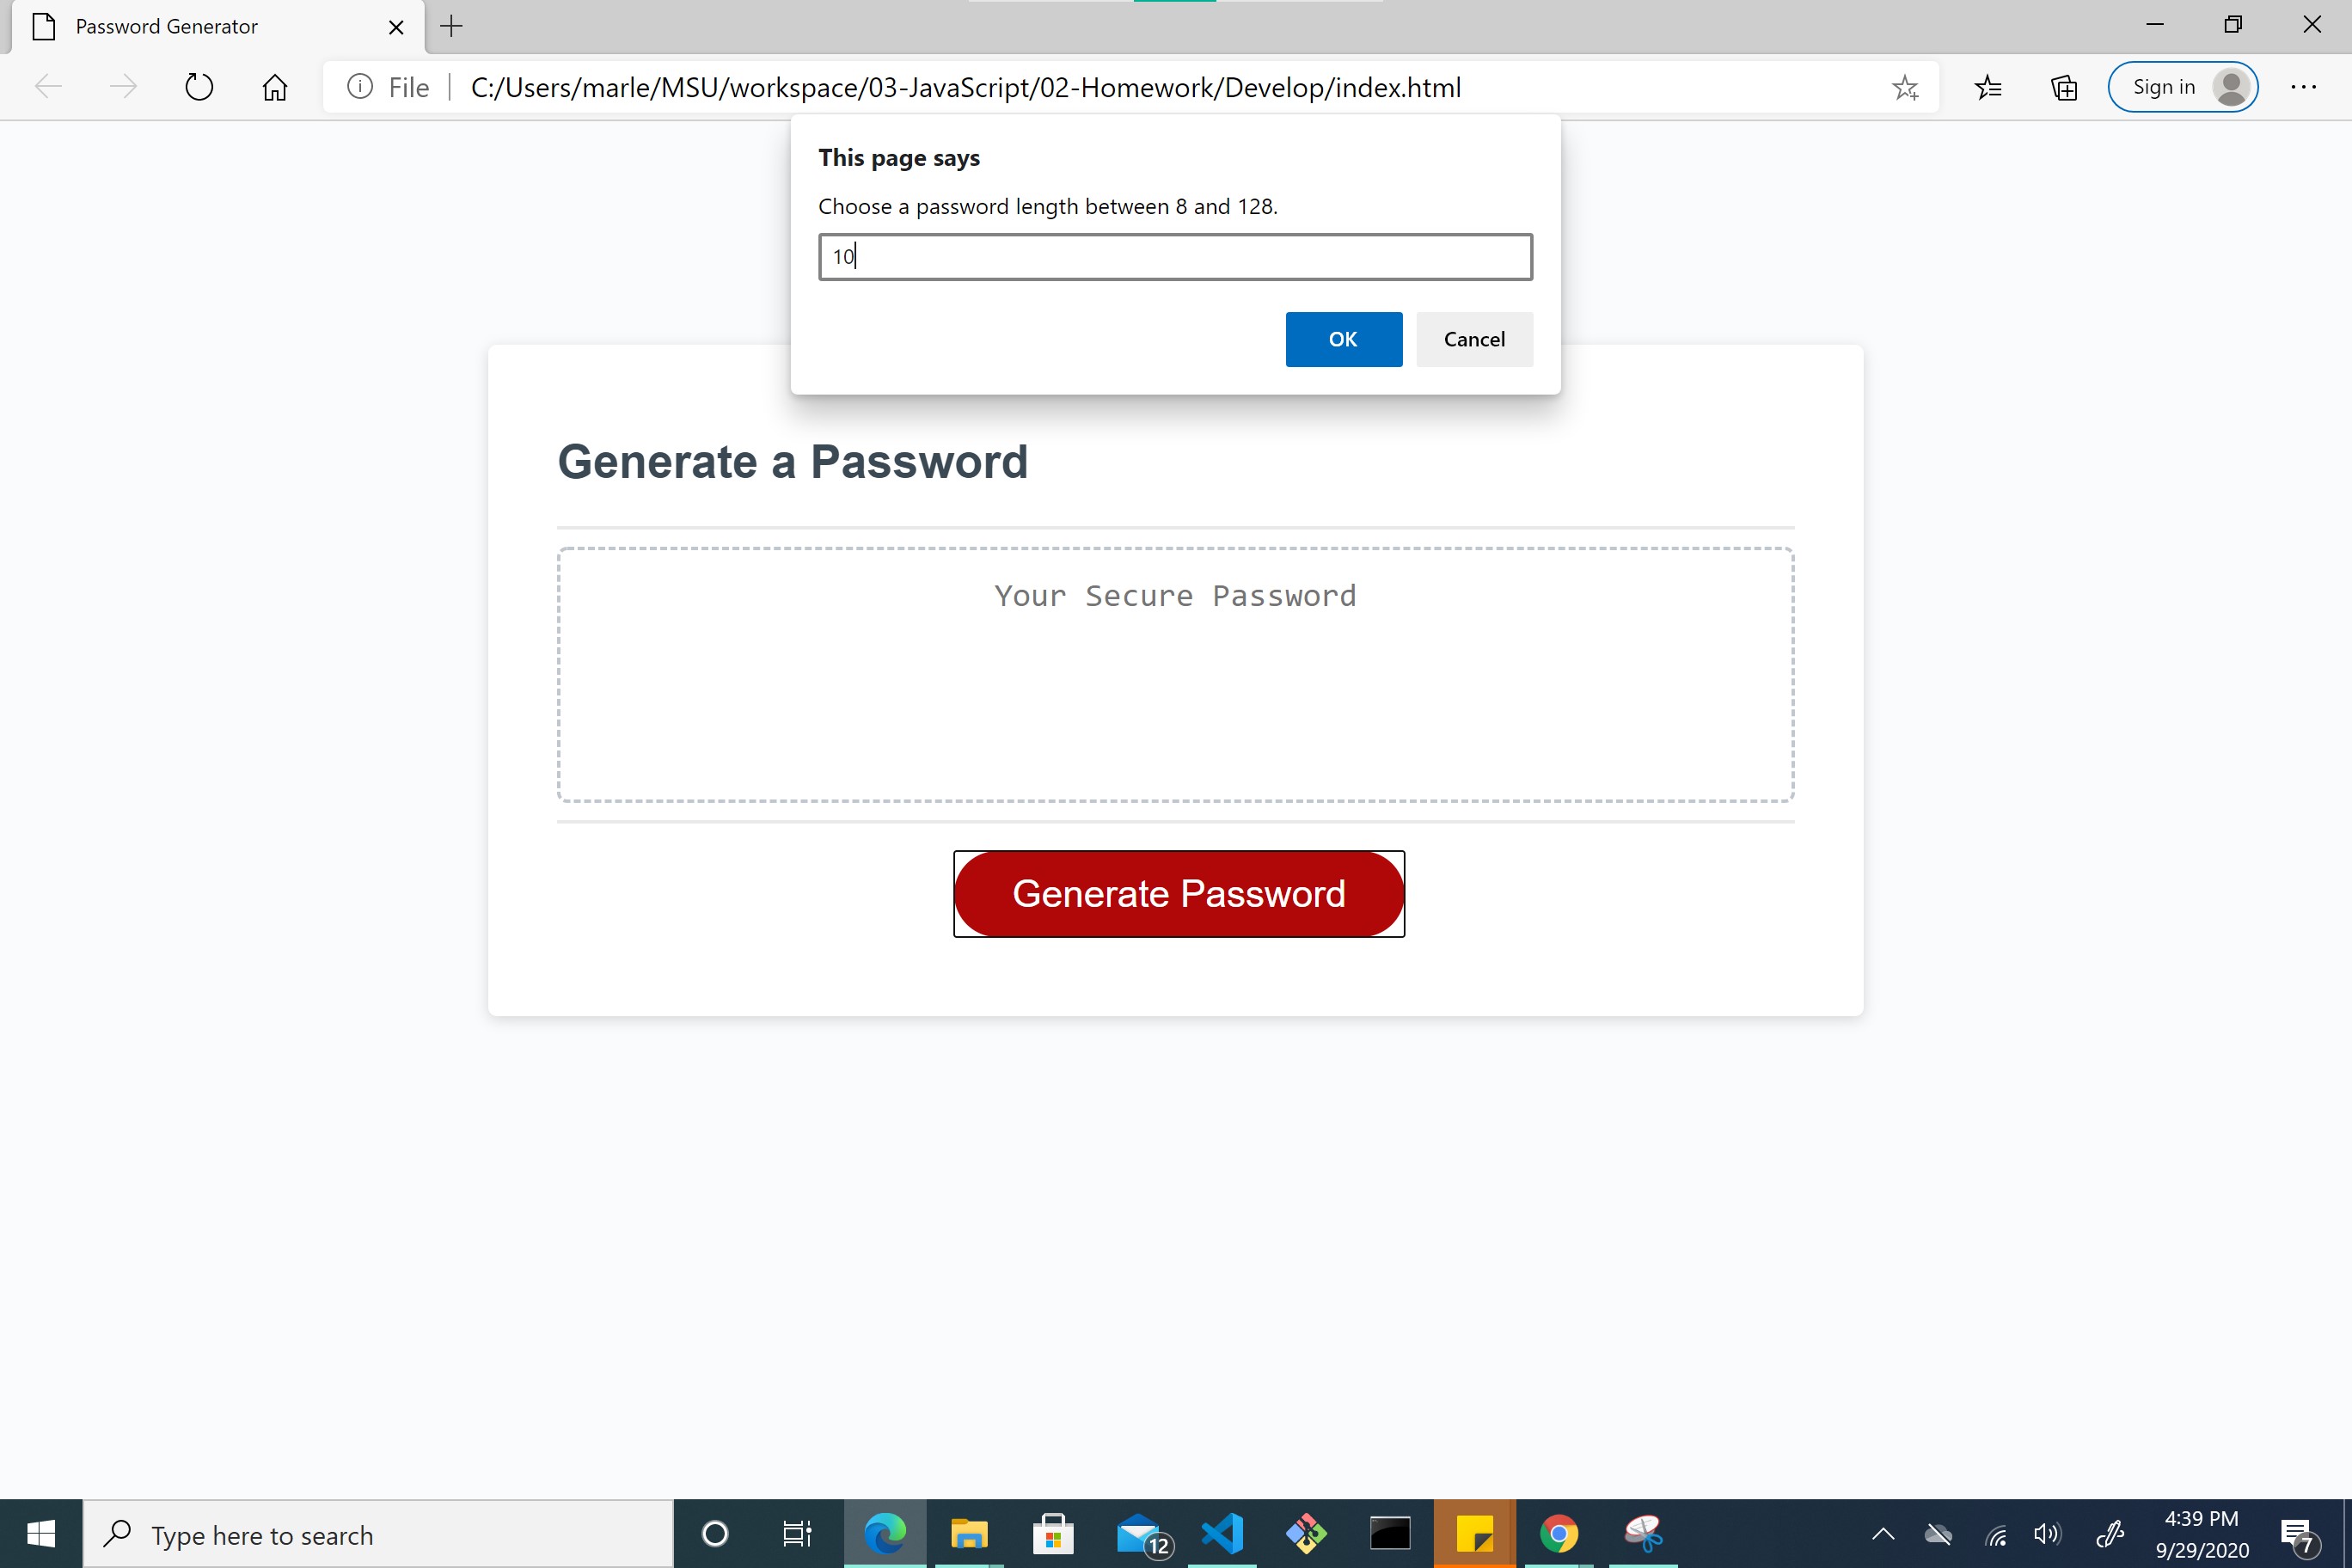 Password Generator
File | C:/Users/marle/MSU/workspace/03-JavaScript/02-Homework/Develop/index.html
Sign in
This page says
Choose a password length between 8 and 128.
10
OK
Cancel
Generate a Password
Your Secure Password
Generate Password
Type here to search
12
4:39 PM
9/29/2020
7